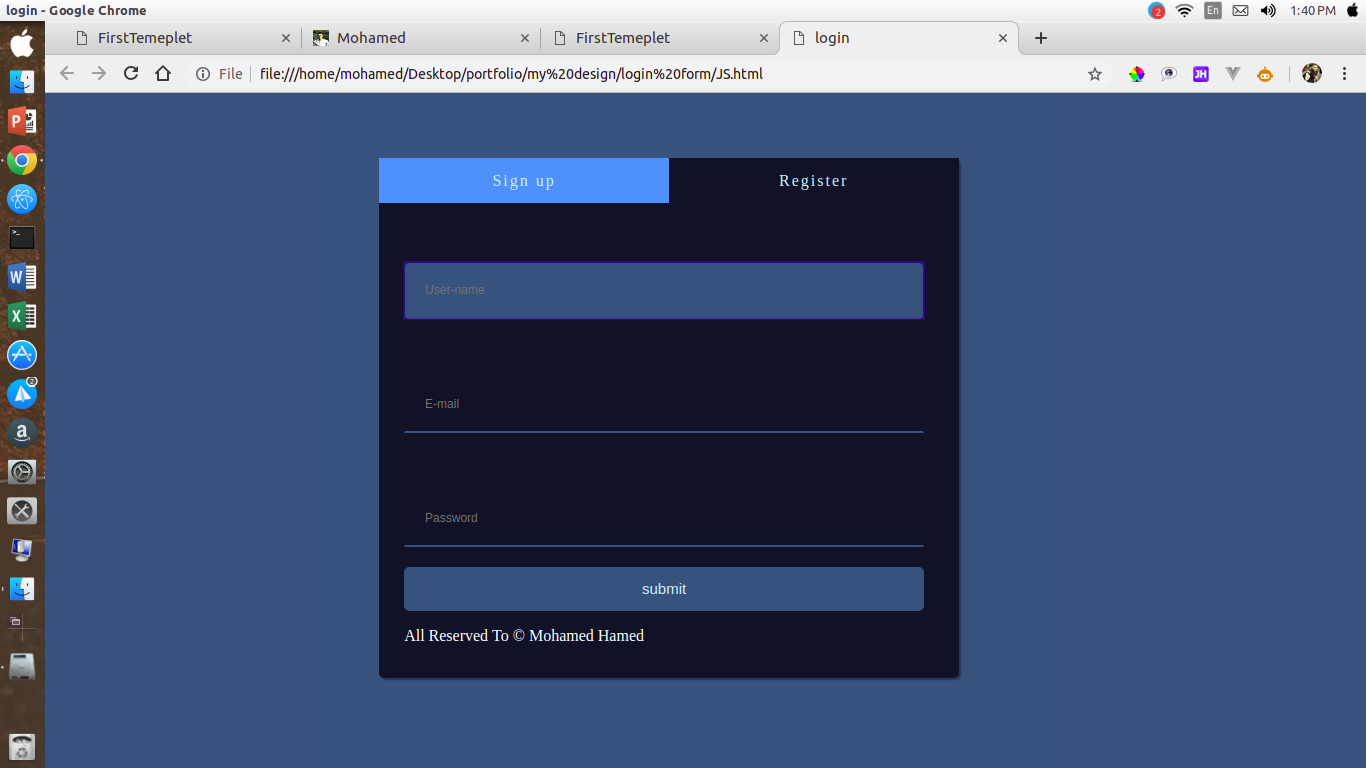 login - Google Chrome
2
En
1:40 PM
FirstTemeplet
Mohamed
FirstTemeplet
login
File
file:///home/mohamed/Desktop/portfolio/my%20design/login%20form/JS.html
JH
P
>_
W
X
2
a
Sign up
Register
User-name
E-mail
Password
submit
All Reserved To © Mohamed Hamed